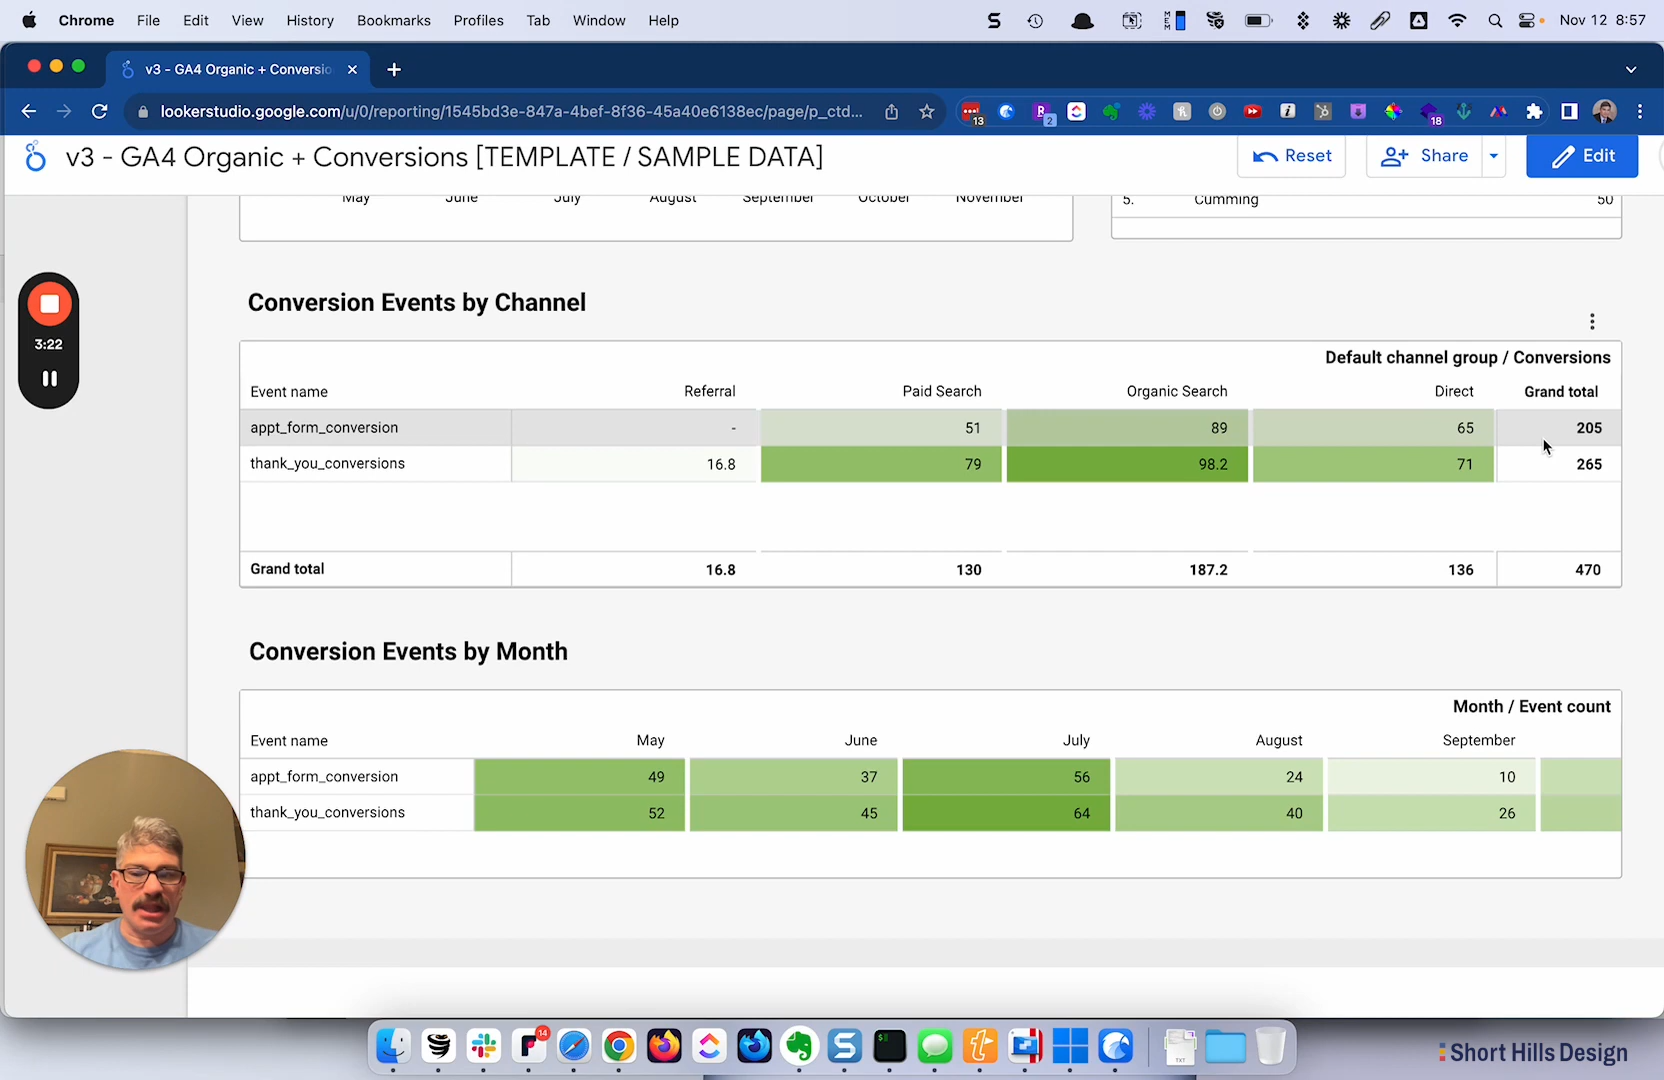 Chrome File Edit View History Bookmarks Profiles Tab Window Help
Nov 12 8:57
v3 - GA4 Organic + Conversio
lookerstudio.google.com/u/0/reporting/1545bd3e-847a-4bef-8f36-45a40e6138ec/page/p_ctd...
13
2
18
v3 - GA4 Organic + Conversions [TEMPLATE / SAMPLE DATA]
Reset Share Edit
May June July August September October November
5. Cumming 50
3:22
Conversion Events by Channel
Default channel group / Conversions
Event name Referral Paid Search Organic Search Direct Grand total
appt_form_conversion - 51 89 65 205
thank_you_conversions 16.8 79 98.2 71 265
Grand total 16.8 130 187.2 136 470
Conversion Events by Month
Month / Event count
Event name May June July August September
appt_form_conversion 49 37 56 24 10
thank_you_conversions 52 45 64 40 26
14
TXT
Short Hills Design